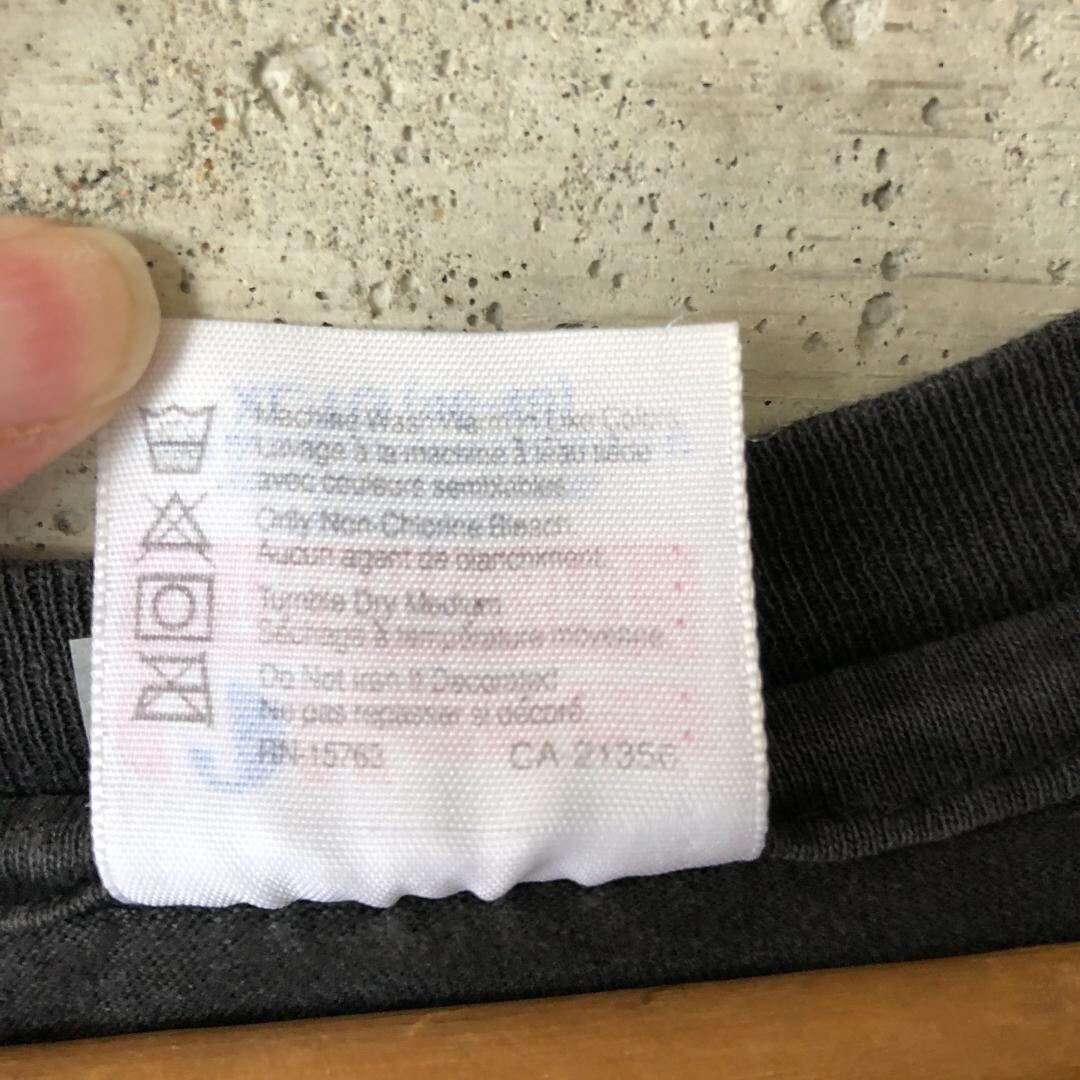 Machine Wash Warm on Like Colors
Lavage à la machine à l'eau tiède
avec couleurs semblables
Only Non-Chlorine Bleach.
Aucun agent de blanchiment.
Tumble Dry Medium
Séchage à température moyenne
Do Not Iron If Decorated
Ne pas repasser si décoré
RN-15763 CA 21356